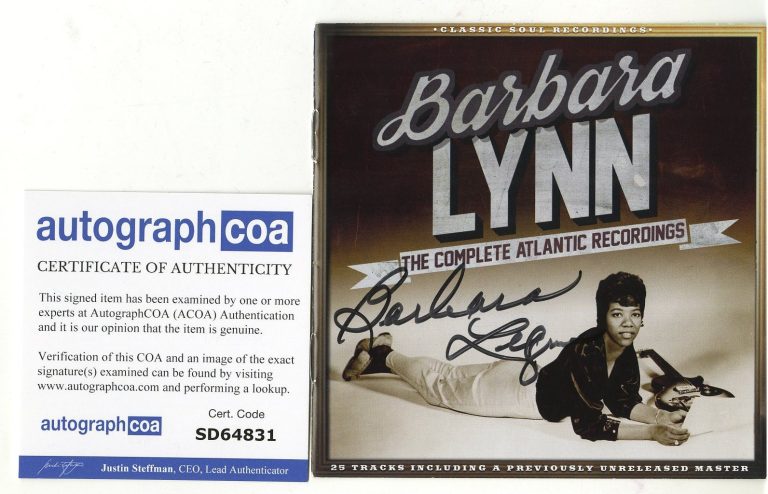 autographcoa
CERTIFICATE OF AUTHENTICITY
This signed item has been examined by one or more
experts at AutographCOA (ACOA) Authentication
and it is our opinion that the item is genuine.
Verification of this COA and an image of the exact
signature(s) examined can be found by visiting
www.autographcoa.com and performing a lookup.
autographcoa
Cert. Code
SD64831
Justin Steffman, CEO, Lead Authenticator
·CLASSIC SOUL RECORDINGS·
Barbara
LYNN
THE COMPLETE ATLANTIC RECORDINGS
Barbara
Lynn
25 TRACKS INCLUDING A PREVIOUSLY UNRELEASED MASTER